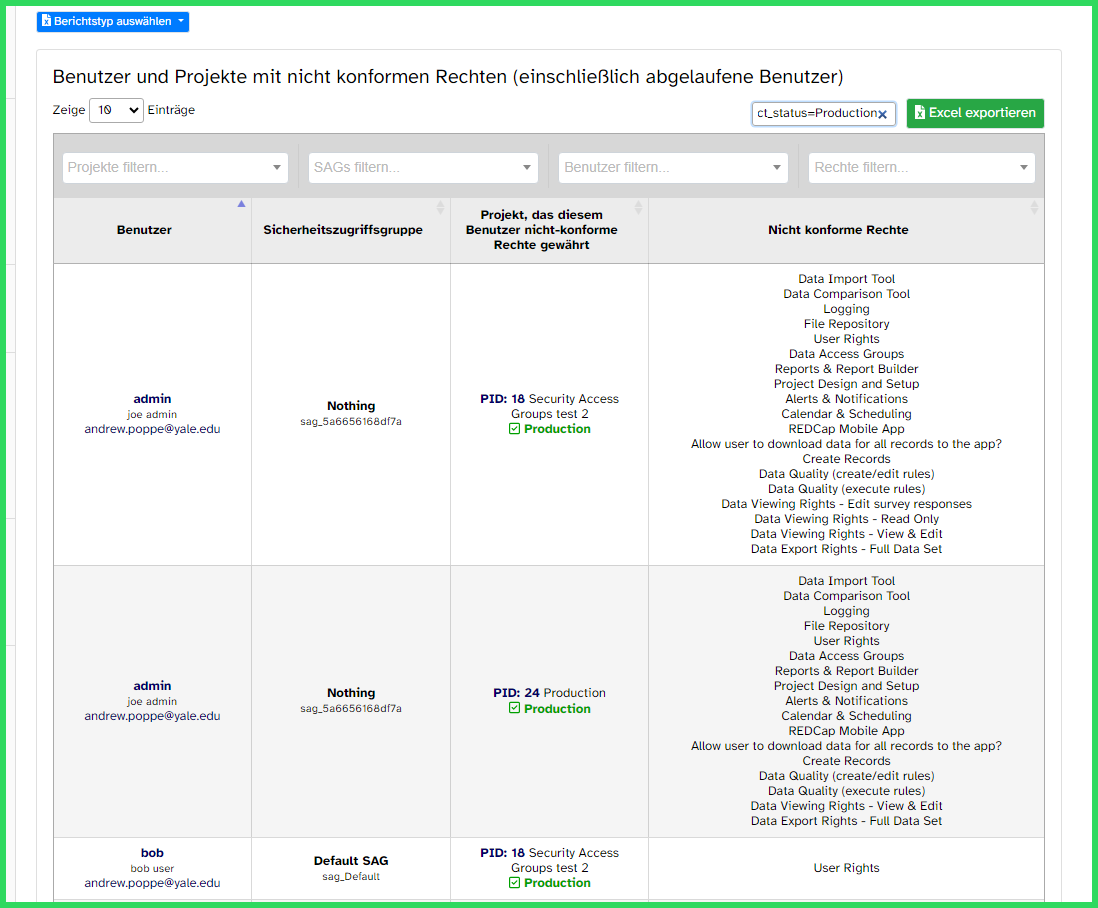 Berichtstyp auswählen
Benutzer und Projekte mit nicht konformen Rechten (einschließlich abgelaufene Benutzer)
Zeige 10 Einträge
ct_status=Production
Excel exportieren
Projekte filtern...
SAGs filtern...
Benutzer filtern...
Rechte filtern...
Benutzer
Sicherheitszugriffsgruppe
Projekt, das diesem
Benutzer nicht-konforme
Rechte gewährt
Nicht konforme Rechte
admin
joe admin
andrew.poppe@yale.edu
Nothing
sag_5a6656168df7a
PID: 18 Security Access
Groups test 2
Production
Data Import Tool
Data Comparison Tool
Logging
File Repository
User Rights
Data Access Groups
Reports & Report Builder
Project Design and Setup
Alerts & Notifications
Calendar & Scheduling
REDCap Mobile App
Allow user to download data for all records to the app?
Create Records
Data Quality (create/edit rules)
Data Quality (execute rules)
Data Viewing Rights - Edit survey responses
Data Viewing Rights - Read Only
Data Viewing Rights - View & Edit
Data Export Rights - Full Data Set
admin
joe admin
andrew.poppe@yale.edu
Nothing
sag_5a6656168df7a
PID: 24 Production
Production
Data Import Tool
Data Comparison Tool
Logging
File Repository
User Rights
Data Access Groups
Reports & Report Builder
Project Design and Setup
Alerts & Notifications
Calendar & Scheduling
REDCap Mobile App
Allow user to download data for all records to the app?
Create Records
Data Quality (create/edit rules)
Data Quality (execute rules)
Data Viewing Rights - View & Edit
Data Export Rights - Full Data Set
bob
bob user
andrew.poppe@yale.edu
Default SAG
sag_Default
PID: 18 Security Access
Groups test 2
Production
User Rights